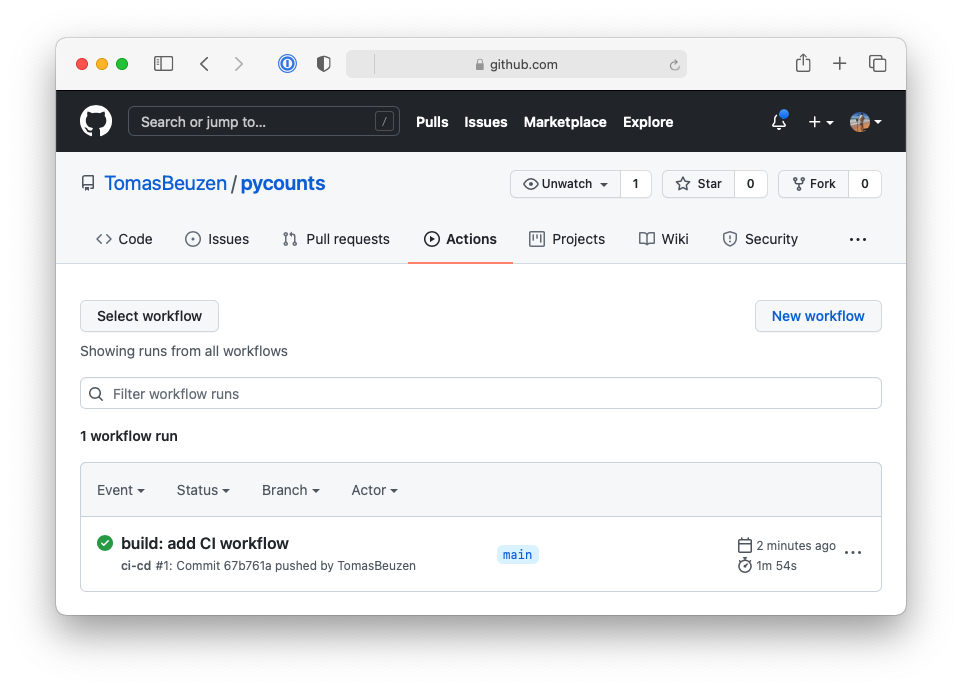 github.com
Search or jump to... /
Pulls Issues Marketplace Explore
TomasBeuzen / pycounts
Unwatch 1 Star 0 Fork 0
Code Issues Pull requests Actions Projects Wiki Security
Select workflow New workflow
Showing runs from all workflows
Filter workflow runs
1 workflow run
Event Status Branch Actor
build: add CI workflow
ci-cd #1: Commit 67b761a pushed by TomasBeuzen
main
2 minutes ago
1m 54s